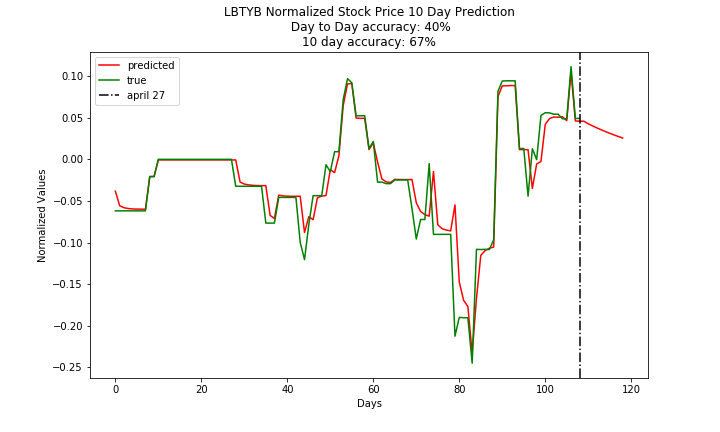 LBTYB Normalized Stock Price 10 Day Prediction
Day to Day accuracy: 40%
10 day accuracy: 67%
predicted
true
april 27
0.10
0.05
0.00
−0.05
−0.10
−0.15
−0.20
−0.25
Normalized Values
0 20 40 60 80 100 120
Days